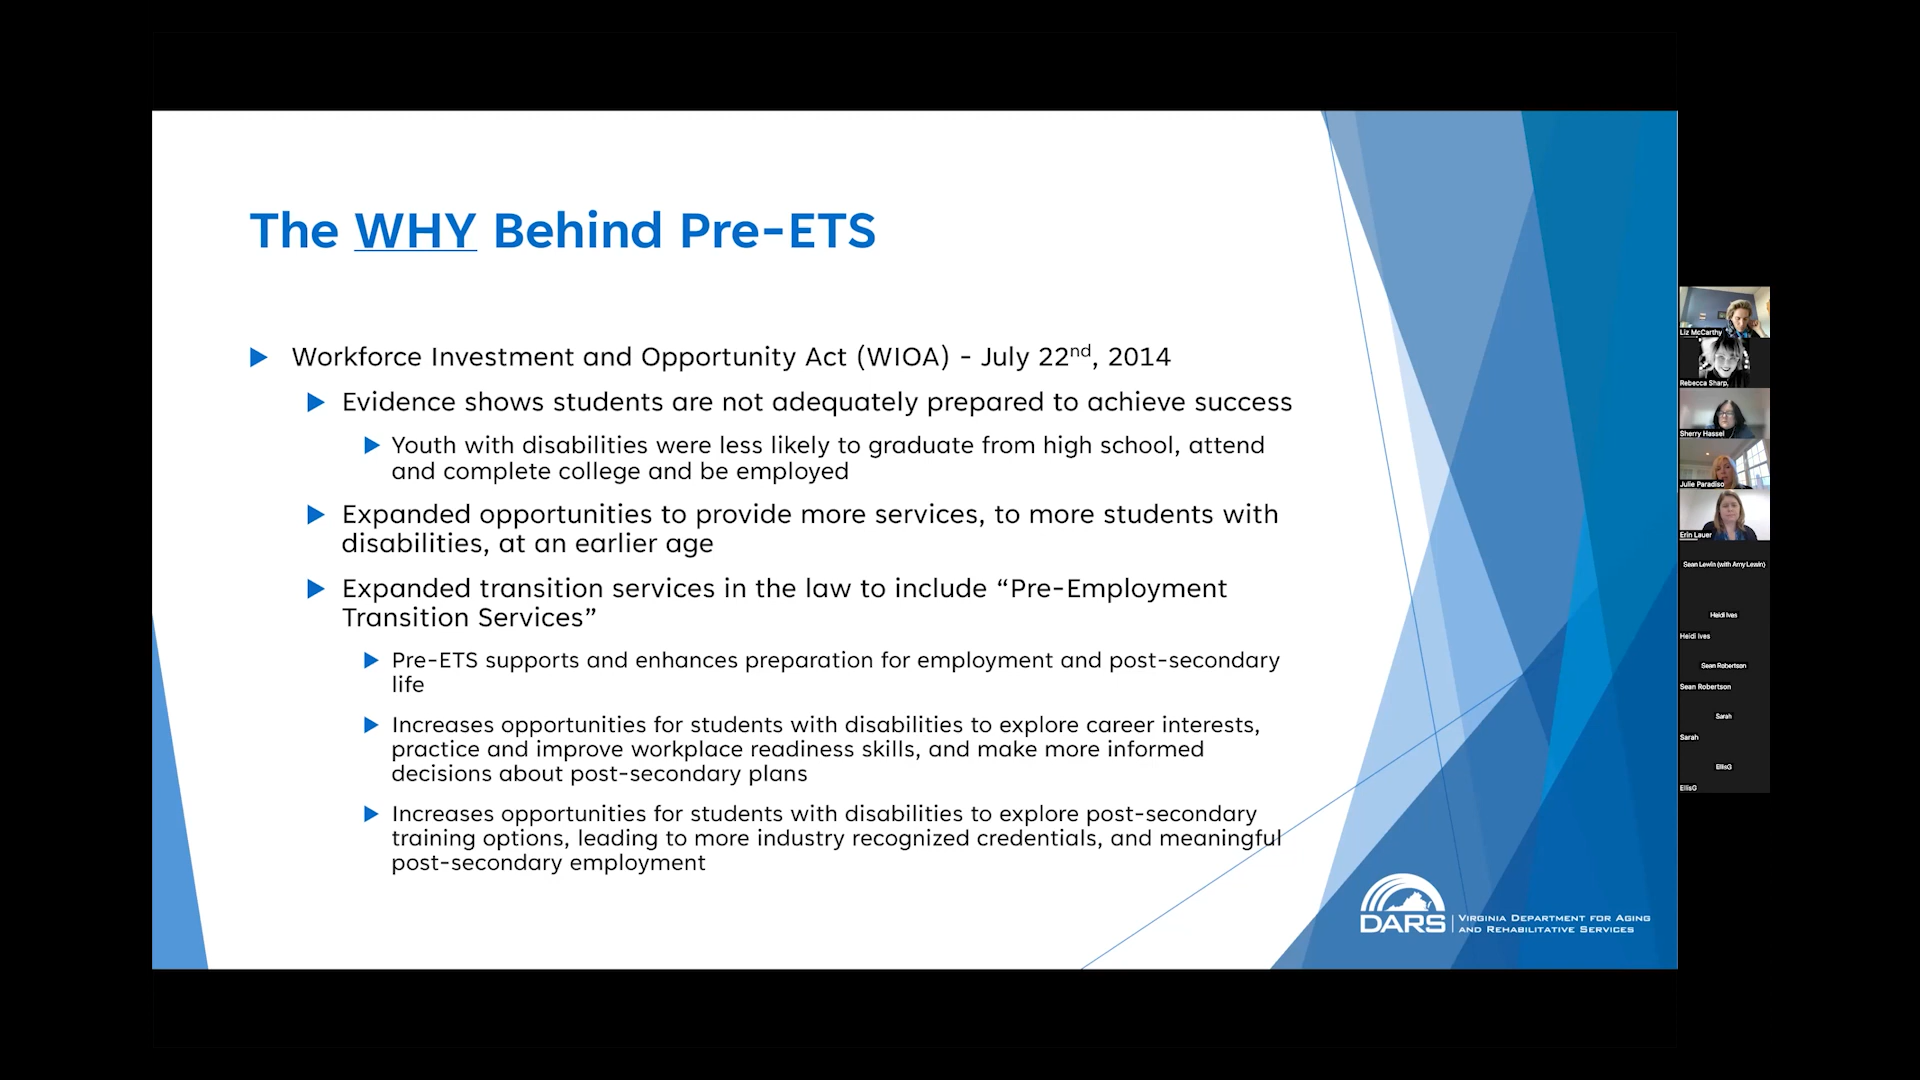 The WHY Behind Pre-ETS
Workforce Investment and Opportunity Act (WIOA) - July 22nd, 2014
Evidence shows students are not adequately prepared to achieve success
Youth with disabilities were less likely to graduate from high school, attend
and complete college and be employed
Expanded opportunities to provide more services, to more students with
disabilities, at an earlier age
Expanded transition services in the law to include “Pre-Employment
Transition Services”
Pre-ETS supports and enhances preparation for employment and post-secondary
life
Increases opportunities for students with disabilities to explore career interests,
practice and improve workplace readiness skills, and make more informed
decisions about post-secondary plans
Increases opportunities for students with disabilities to explore post-secondary
training options, leading to more industry recognized credentials, and meaningful
post-secondary employment
DARS
Virginia Department for Aging
and Rehabilitative Services
Liz McCarthy
Rebecca Sharp,
Sherry Hassel
Julie Paradiso
Erin Lauer
Sean Lewin (with Amy Lewin)
Heidi Ives
Heidi Ives
Sean Robertson
Sean Robertson
Sarah
Sarah
EllisG
EllisG